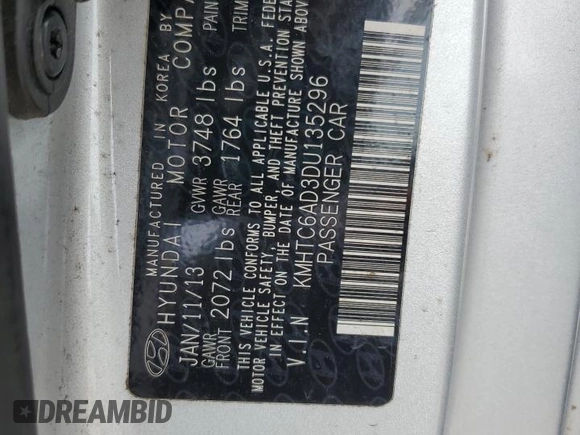 MANUFACTURED IN KOREA BY
HYUNDAI MOTOR COMPA
JAN/11/13 GVWR 3748 lbs PAIN
GAWR FRONT 2072 lbs GAWR REAR 1764 lbs TRIM
THIS VEHICLE CONFORMS TO ALL APPLICABLE U.S.A. FEDE
MOTOR VEHICLE SAFETY, BUMPER, AND THEFT PREVENTION STA
IN EFFECT ON THE DATE OF MANUFACTURE SHOWN ABOV
V.I N KMHTC6AD3DU135296
PASSENGER CAR
DREAMBID